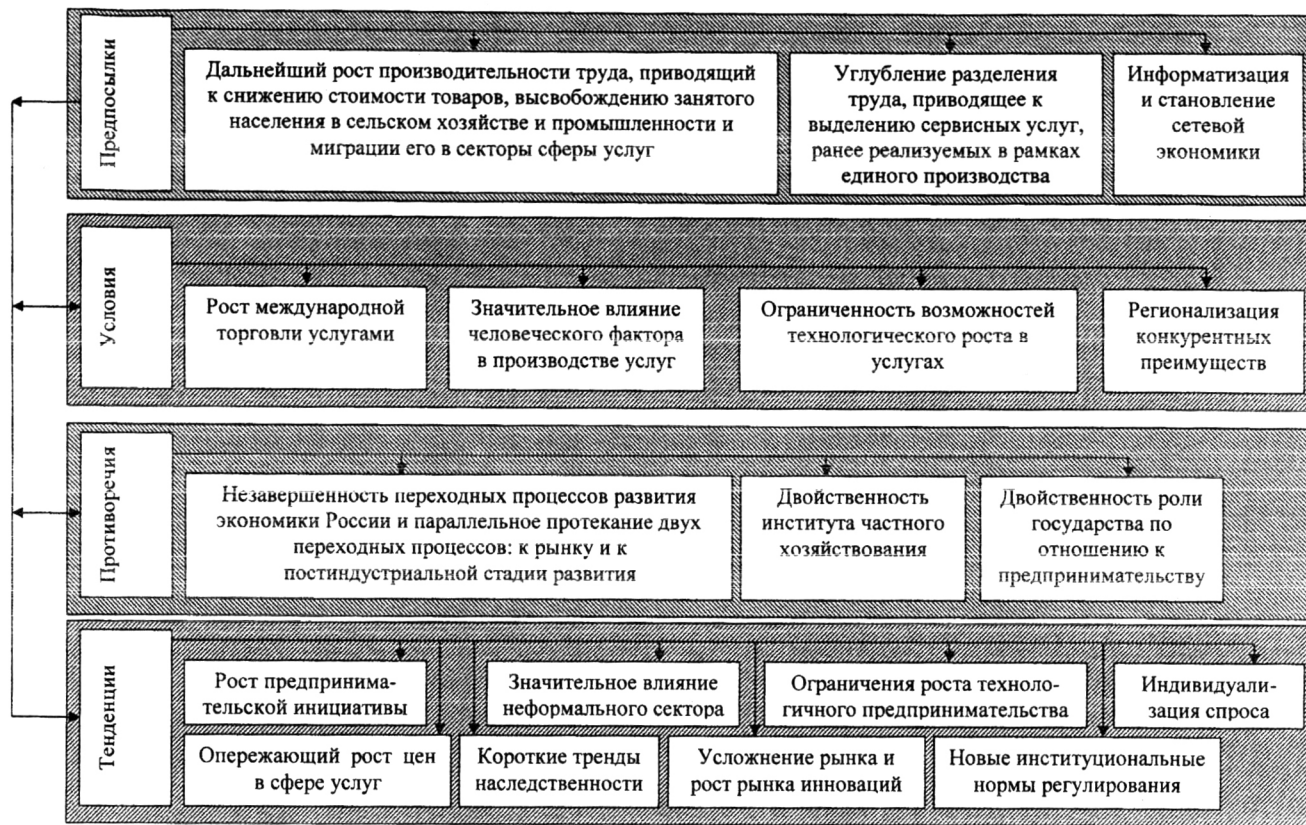 Предпосылки
Дальнейший рост производительности труда, приводящий
к снижению стоимости товаров, высвобождению занятого
населения в сельском хозяйстве и промышленности и
миграции его в секторы сферы услуг
Углубление разделения
труда, приводящее к
выделению сервисных услуг,
ранее реализуемых в рамках
единого производства
Информатизация
и становление
сетевой
экономики
Условия
Рост международной
торговли услугами
Значительное влияние
человеческого фактора
в производстве услуг
Ограниченность возможностей
технологического роста в
услугах
Регионализация
конкурентных
преимуществ
Противоречия
Незавершенность переходных процессов развития
экономики России и параллельное протекание двух
переходных процессов: к рынку и к
постиндустриальной стадии развития
Двойственность
института частного
хозяйствования
Двойственность роли
государства по
отношению к
предпринимательству
Тенденции
Рост предпринима-
тельской инициативы
Значительное влияние
неформального сектора
Ограничения роста техноло-
гичного предпринимательства
Индивидуали-
зация спроса
Опережающий рост цен
в сфере услуг
Короткие тренды
наследственности
Усложнение рынка и
рост рынка инноваций
Новые институциональные
нормы регулирования